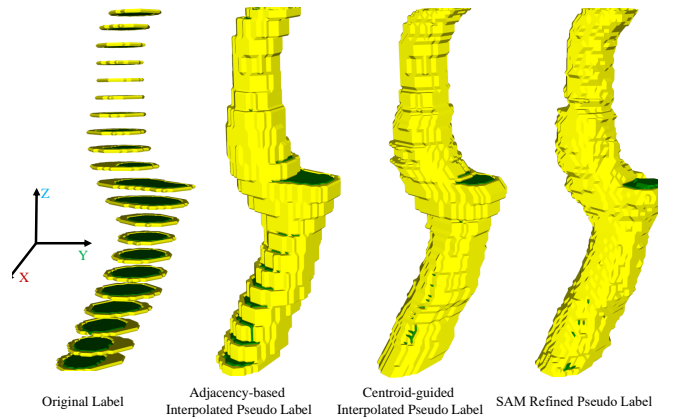 Z
Y
X
Original Label
Adjacency-based
Interpolated Pseudo Label
Centroid-guided
Interpolated Pseudo Label
SAM Refined Pseudo Label